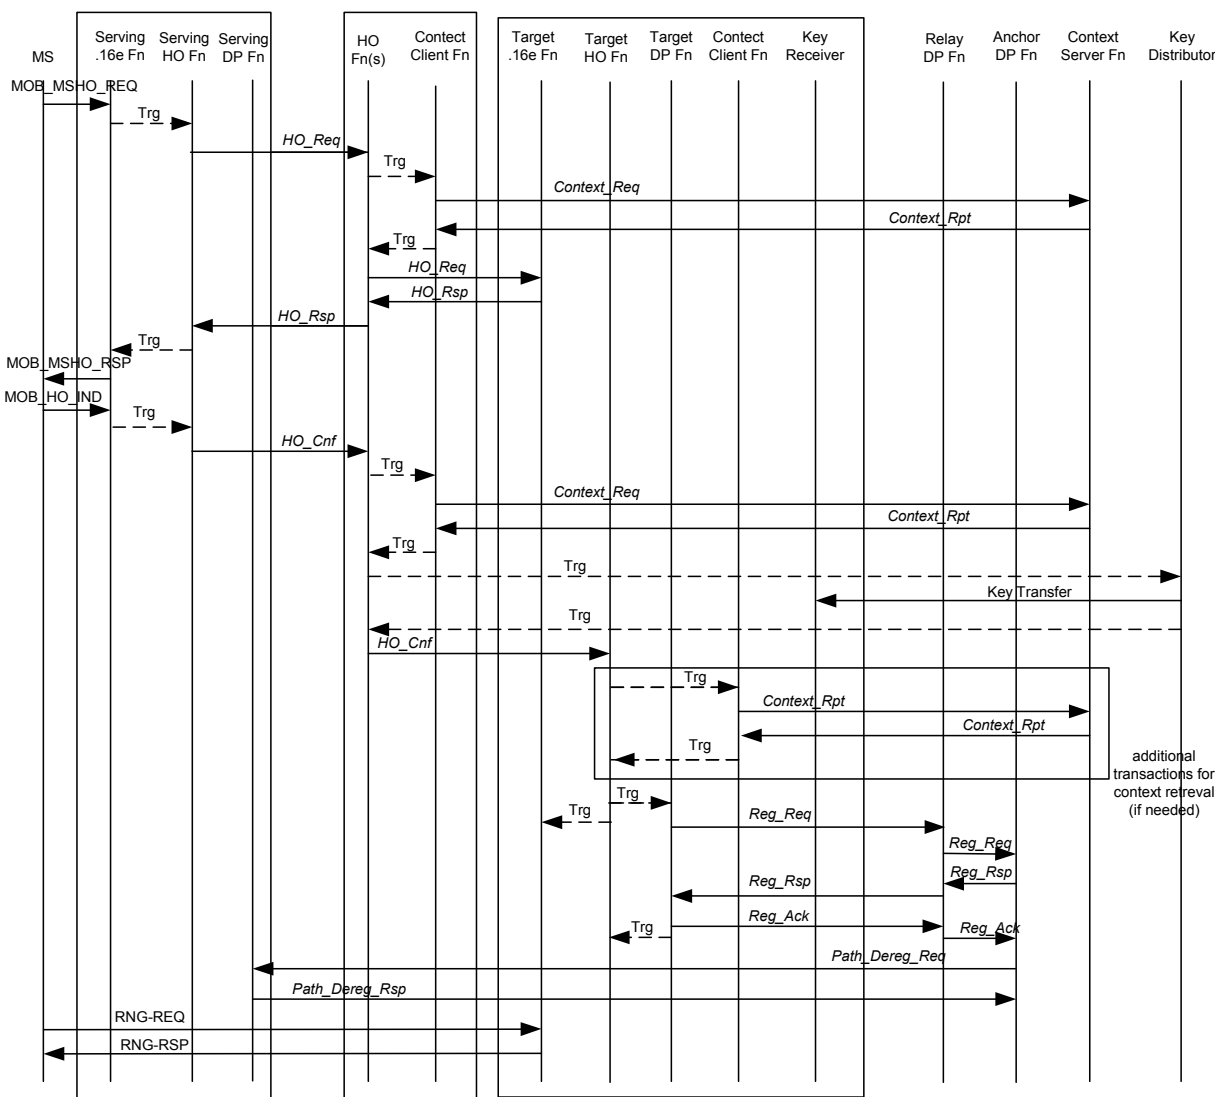 MS
Serving
.16e Fn
Serving
HO Fn
Serving
DP Fn
HO
Fn(s)
Contect
Client Fn
Target
.16e Fn
Target
HO Fn
Target
DP Fn
Contect
Client Fn
Key
Receiver
Relay
DP Fn
Anchor
DP Fn
Context
Server Fn
Key
Distributor
MOB_MSHO_REQ
Trg
HO_Req
Trg
Context_Req
Context_Rpt
Trg
HO_Req
HO_Rsp
HO_Rsp
Trg
MOB_MSHO_RSP
MOB_HO_IND
Trg
HO_Cnf
Trg
Context_Req
Context_Rpt
Trg
Trg
Key Transfer
Trg
HO_Cnf
Trg
Context_Rpt
Context_Rpt
Trg
additional
transactions for
context retreval
(if needed)
Trg
Trg
Reg_Req
Reg_Req
Reg_Rsp
Reg_Rsp
Reg_Ack
Trg
Reg_Ack
Path_Dereg_Req
Path_Dereg_Rsp
RNG-REQ
RNG-RSP